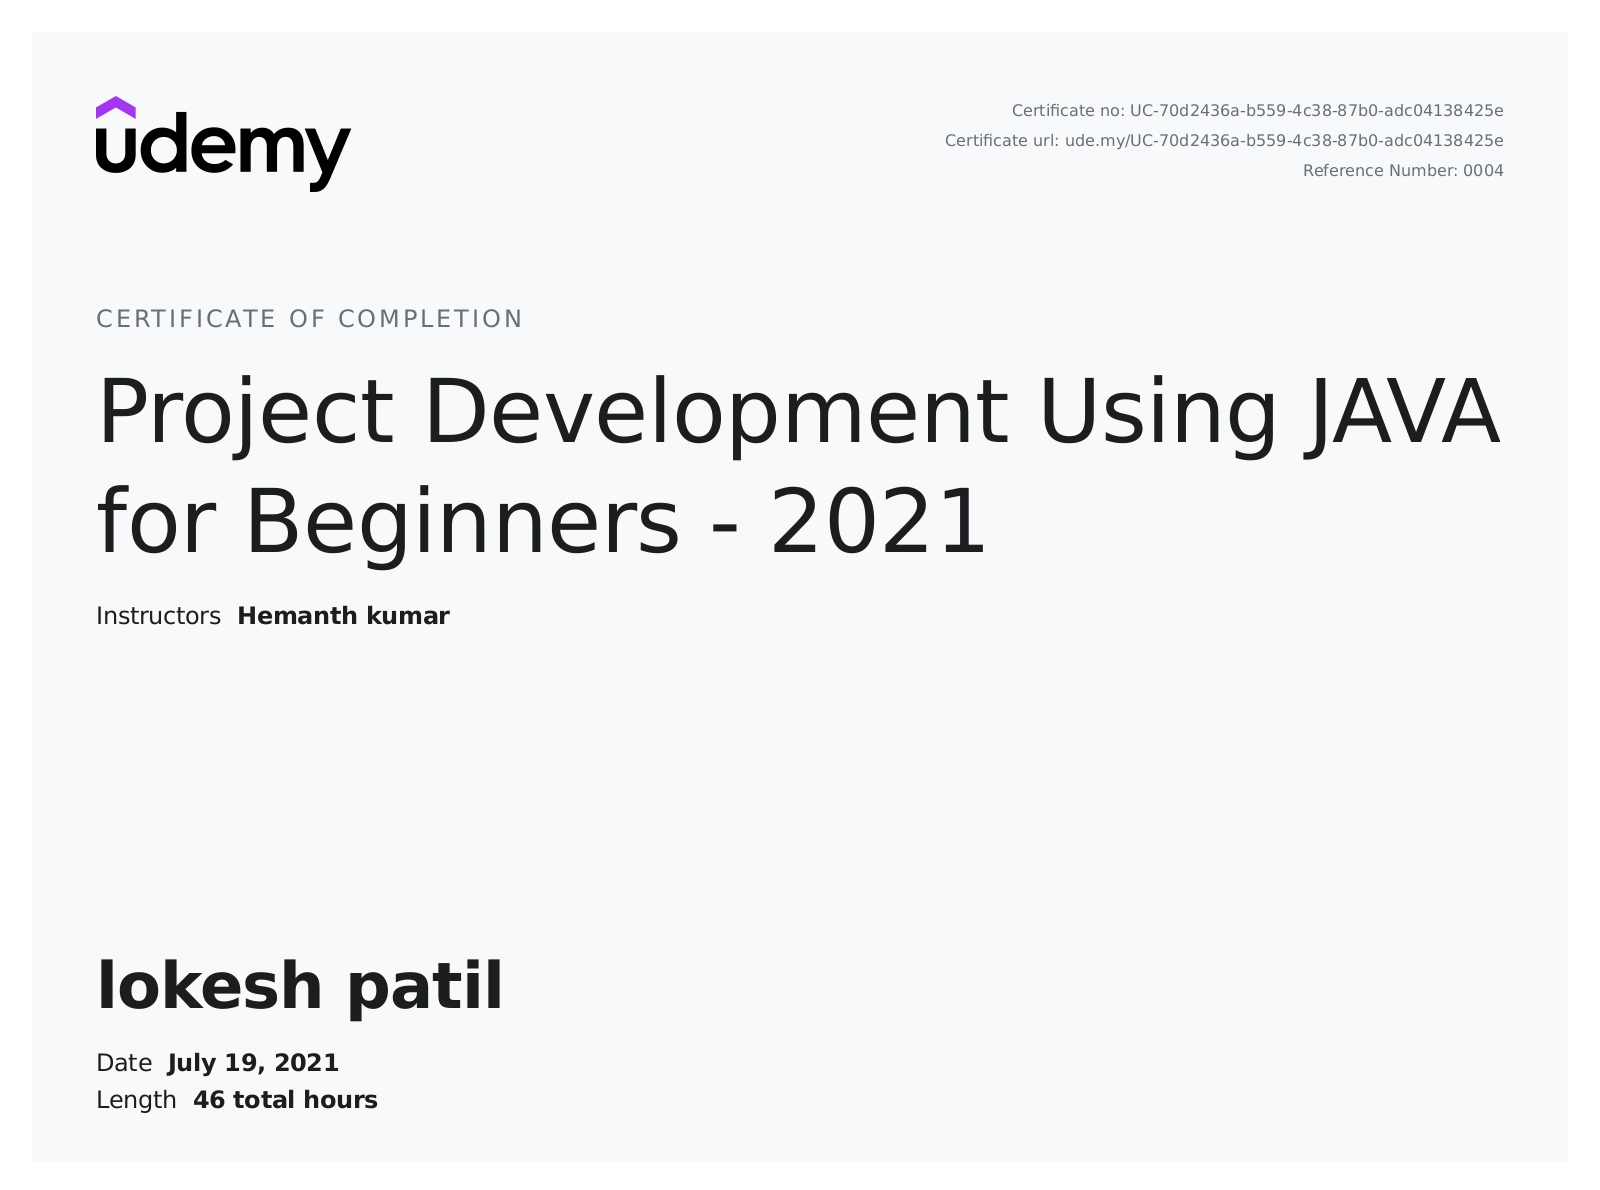 udemy
Certificate no: UC-70d2436a-b559-4c38-87b0-adc04138425e
Certificate url: ude.my/UC-70d2436a-b559-4c38-87b0-adc04138425e
Reference Number: 0004
CERTIFICATE OF COMPLETION
Project Development Using JAVA
for Beginners - 2021
Instructors Hemanth kumar
lokesh patil
Date July 19, 2021
Length 46 total hours